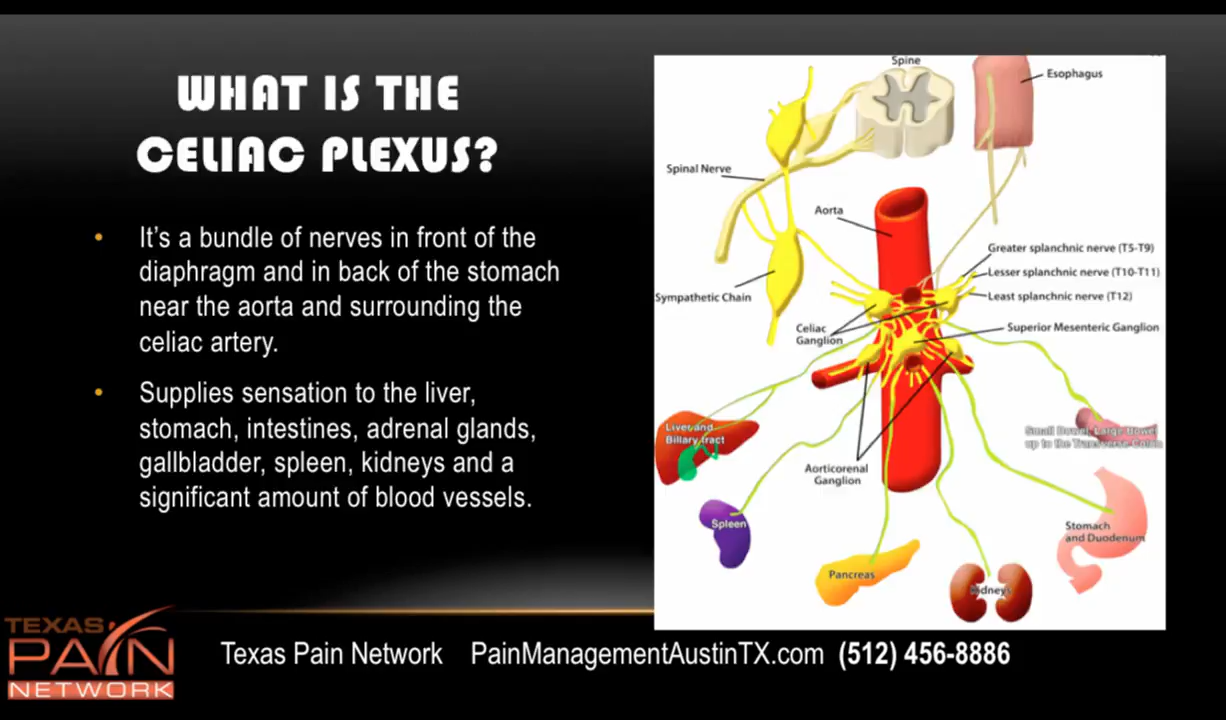 WHAT IS THE
CELIAC PLEXUS?
• It's a bundle of nerves in front of the
diaphragm and in back of the stomach
near the aorta and surrounding the
celiac artery.
• Supplies sensation to the liver,
stomach, intestines, adrenal glands,
gallbladder, spleen, kidneys and a
significant amount of blood vessels.
Spine
Esophagus
Spinal Nerve
Aorta
Greater splanchnic nerve (T5-T9)
Lesser splanchnic nerve (T10-T11)
Least splanchnic nerve (T12)
Sympathetic Chain
Celiac
Ganglion
Superior Mesenteric Ganglion
Liver and
Billary tract
Small Bowel, Large Bowel
up to the Transverse Colon
Aorticorenal
Ganglion
Spleen
Stomach
and Duodenum
Pancreas
Kidneys
TEXAS
PAIN
NETWORK
Texas Pain Network PainManagementAustinTX.com (512) 456-8886